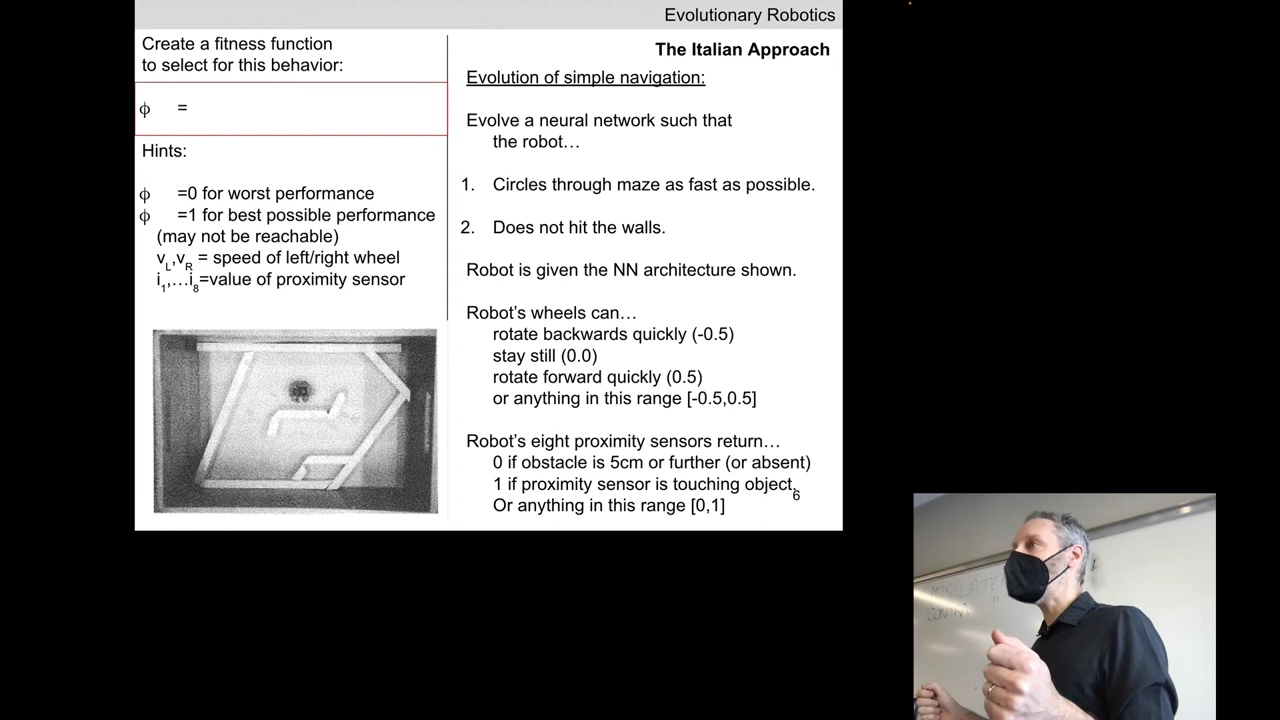 Evolutionary Robotics
Create a fitness function
to select for this behavior:
ϕ =
Hints:
ϕ =0 for worst performance
ϕ =1 for best possible performance
(may not be reachable)
vL,vR = speed of left/right wheel
i1,…i8=value of proximity sensor
The Italian Approach
Evolution of simple navigation:
Evolve a neural network such that
the robot…
1. Circles through maze as fast as possible.
2. Does not hit the walls.
Robot is given the NN architecture shown.
Robot's wheels can…
rotate backwards quickly (-0.5)
stay still (0.0)
rotate forward quickly (0.5)
or anything in this range [-0.5,0.5]
Robot's eight proximity sensors return…
0 if obstacle is 5cm or further (or absent)
1 if proximity sensor is touching object.
Or anything in this range [0,1]
6